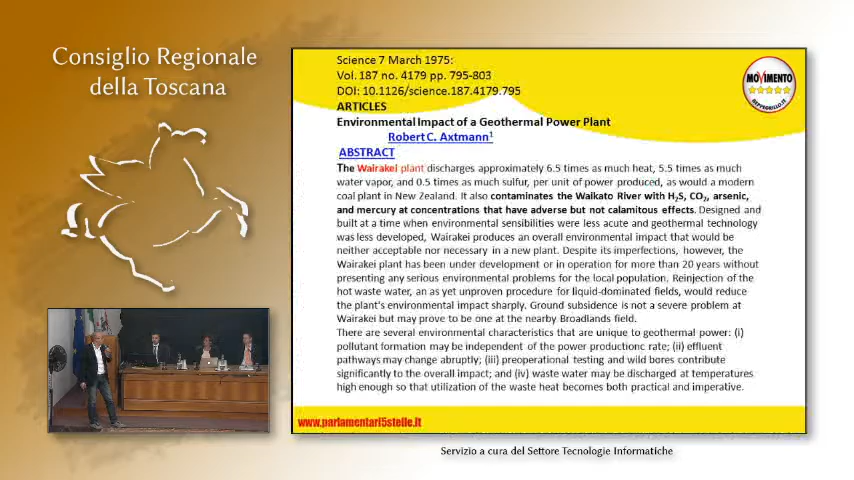 Consiglio Regionale
della Toscana
Science 7 March 1975:
Vol. 187 no. 4179 pp. 795-803
DOI: 10.1126/science.187.4179.795
ARTICLES
Environmental Impact of a Geothermal Power Plant
Robert C. Axtmann1
ABSTRACT
The Wairakei plant discharges approximately 6.5 times as much heat, 5.5 times as much
water vapor, and 0.5 times as much sulfur, per unit of power produced, as would a modern
coal plant in New Zealand. It also contaminates the Waikato River with H2S, CO2, arsenic,
and mercury at concentrations that have adverse but not calamitous effects. Designed and
built at a time when environmental sensibilities were less acute and geothermal technology
was less developed, Wairakei produces an overall environmental impact that would be
neither acceptable nor necessary in a new plant. Despite its imperfections, however, the
Wairakei plant has been under development or in operation for more than 20 years without
presenting any serious environmental problems for the local population. Reinjection of the
hot waste water, an as yet unproven procedure for liquid-dominated fields, would reduce
the plant's environmental impact sharply. Ground subsidence is not a severe problem at
Wairakei but may prove to be one at the nearby Broadlands field.
There are several environmental characteristics that are unique to geothermal power: (i)
pollutant formation may be independent of the power productionc rate; (ii) effluent
pathways may change abruptly; (iii) preoperational testing and wild bores contribute
significantly to the overall impact; and (iv) waste water may be discharged at temperatures
high enough so that utilization of the waste heat becomes both practical and imperative.
MOVIMENTO
BEPPEGRILLO.IT
www.parlamentari5stelle.it
Servizio a cura del Settore Tecnologie Informatiche